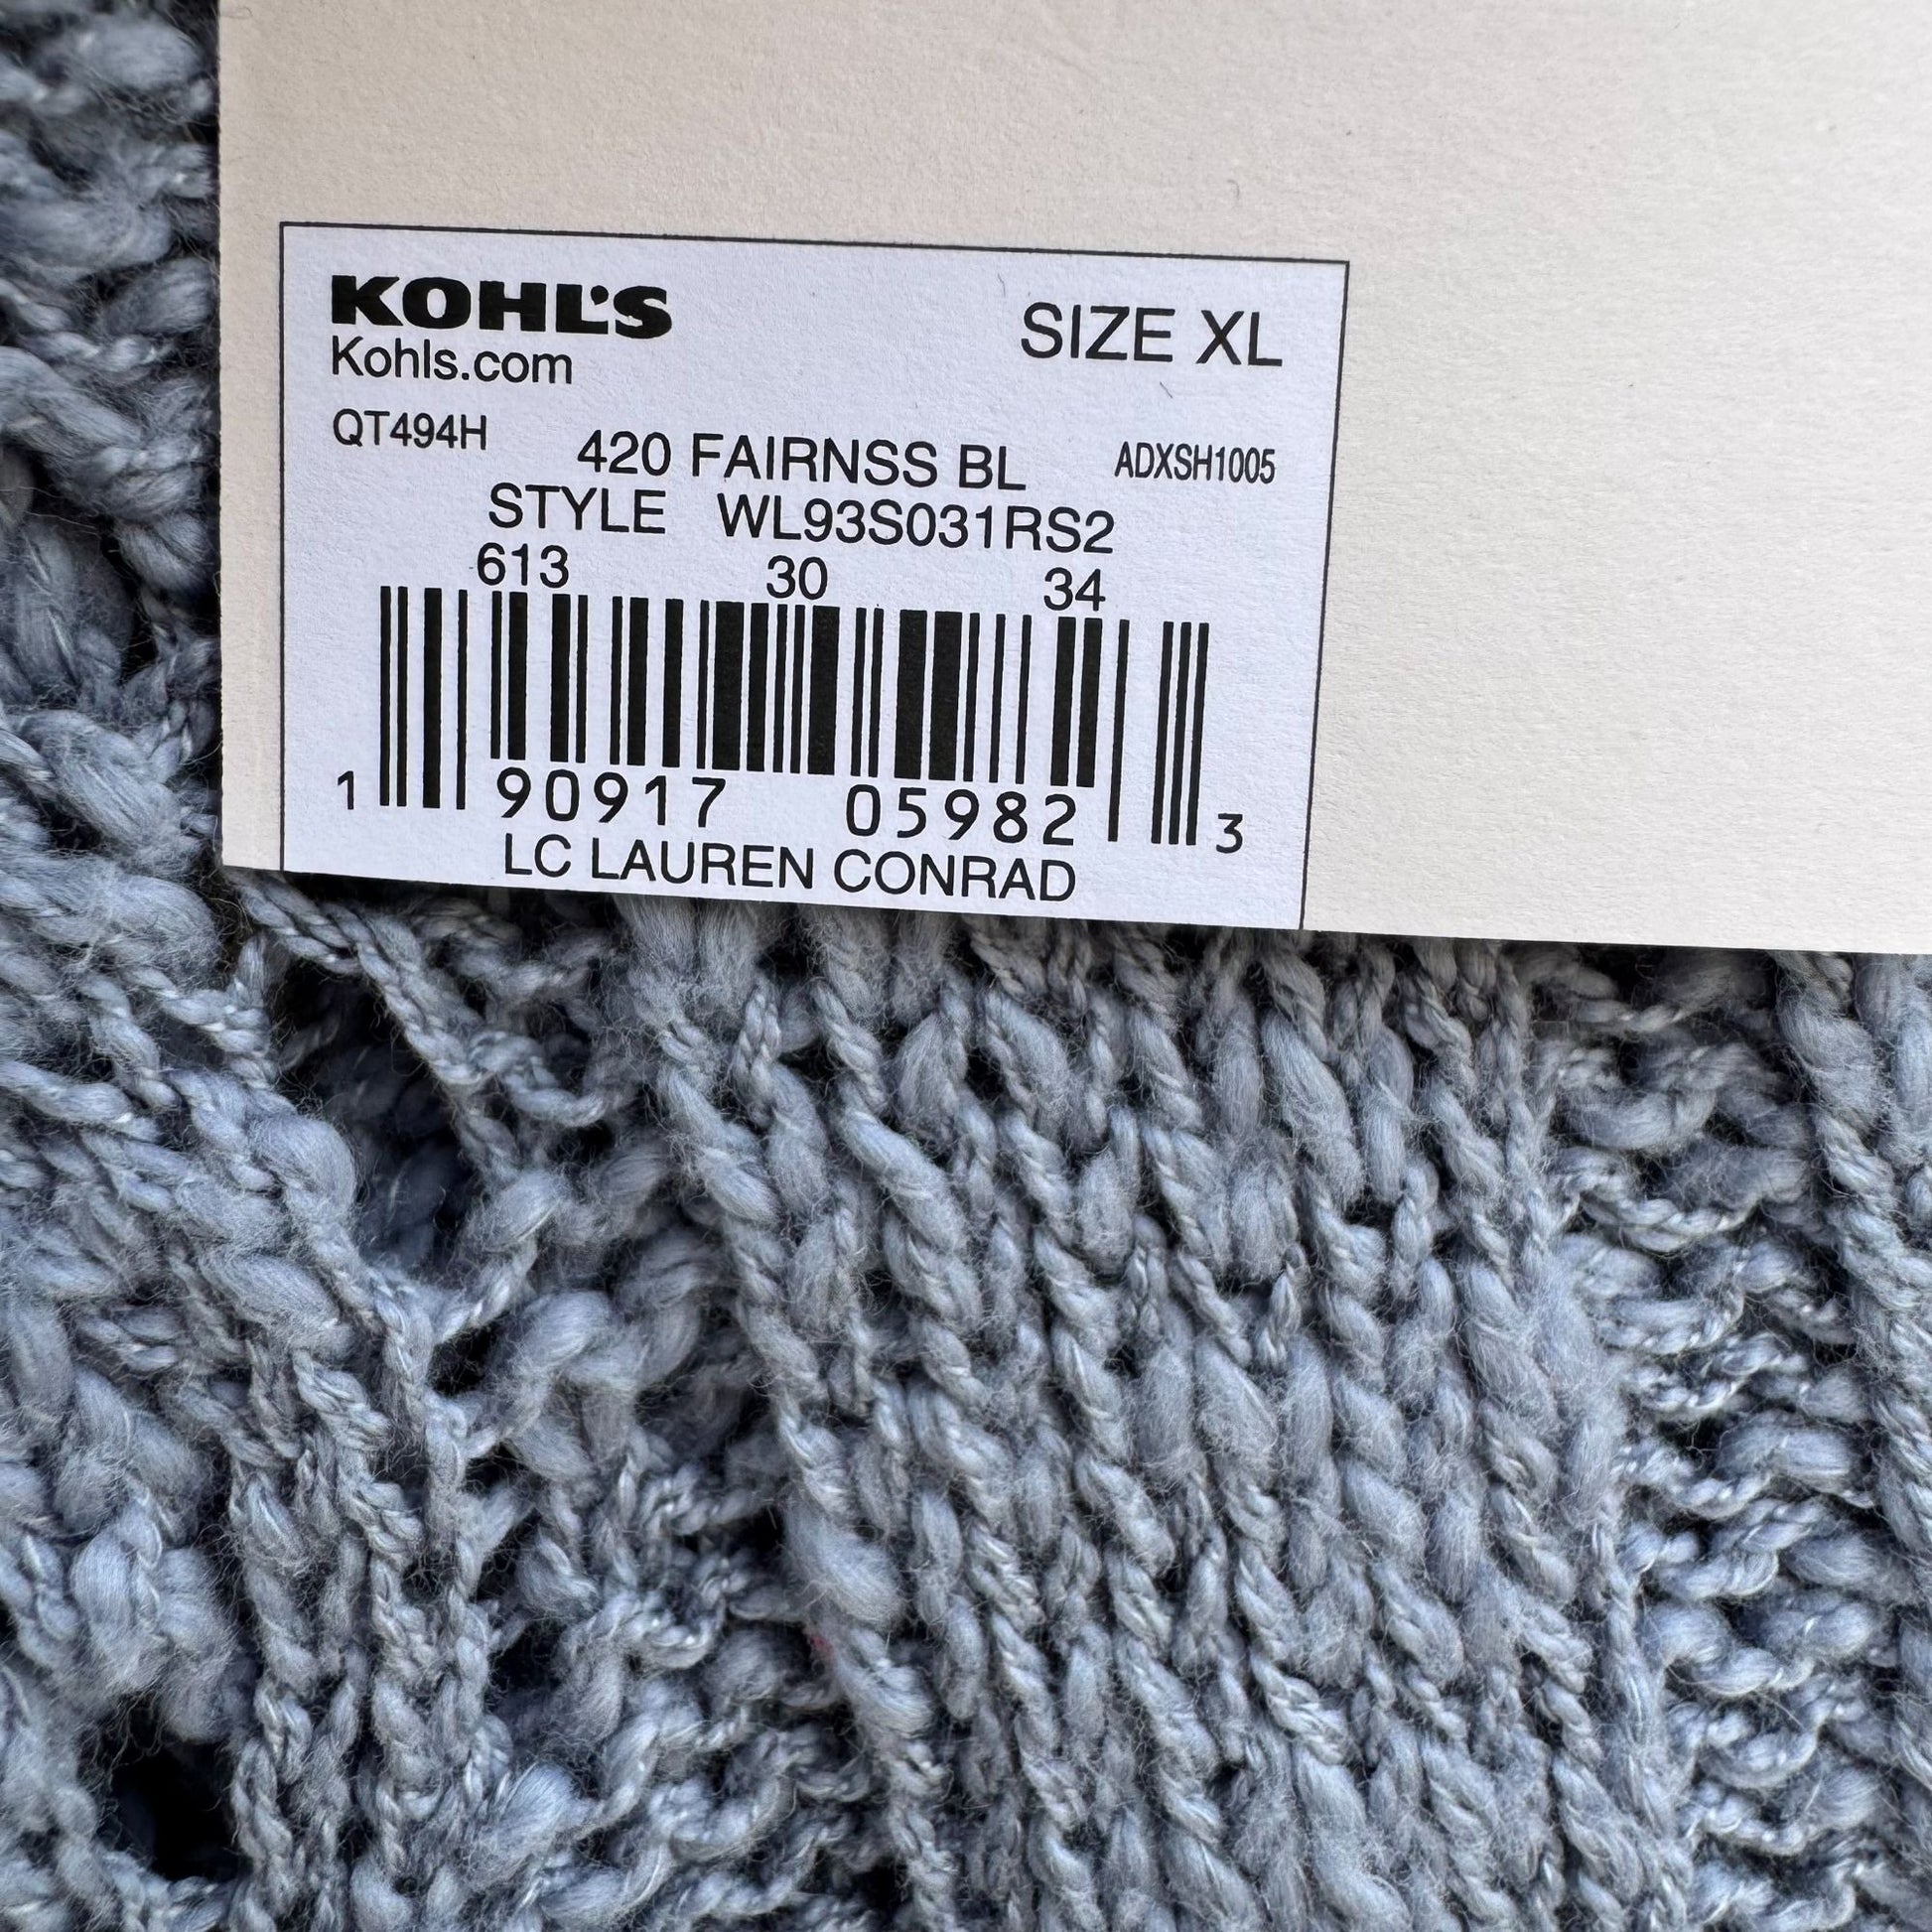 KOHL'S
Kohls.com
SIZE XL
QT494H
420 FAIRNSS BL
ADXSH1005
STYLE WL93S031RS2
613 30 34
1 90917 05982 3
LC LAUREN CONRAD